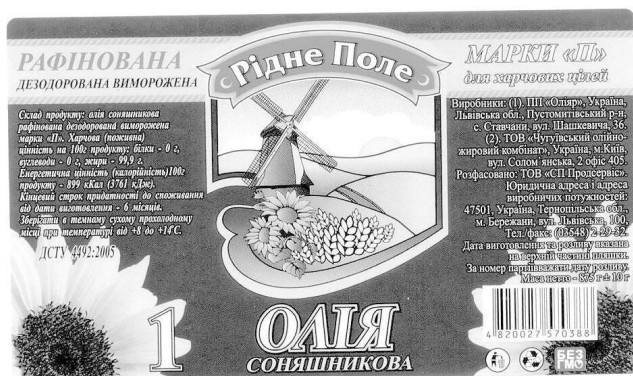 РАФІНОВАНА
ДЕЗОДОРОВАНА ВИМОРОЖЕНА
Рідне Поле
МАРКИ «П»
для харчових цілей
Склад продукту: олія соняшникова
рафінована дезодорована виморожена
марки «П». Харчова (поживна)
цінність на 100г продукту: білки - 0 г,
вуглеводи - 0 г, жири - 99,9 г.
Енергетична цінність (калорійність)100г
продукту - 899 кКал (3761 кДж).
Кінцевий строк придатності до споживання
від дати виготовлення - 6 місяців.
Зберігати в темному сухому прохолодному
місці при температурі від +8 до +14°С.
ДСТУ 4492:2005
Виробники: (1). ПП «Оліяр», Україна,
Львівська обл., Пустомитівський р-н,
с. Ставчани, вул. Шашкевича, 36.
(2). ТОВ «Чугуївський олійно-
жировий комбінат», Україна, м.Київ,
вул. Солом`янська, 2 офіс 405.
Розфасовано: ТОВ «СП Продсервіс».
Юридична адреса і адреса
виробничих потужностей:
47501, Україна, Тернопільська обл.,
м. Бережани, вул. Львівська, 100.
Тел./факс: (03548) 2-29-32.
Дата виготовлення та розливу вказана
на верхній частині пляшки.
За номер партії вважати дату розливу.
Маса нетто - 875 г ± 10 г
1
ОЛІЯ
СОНЯШНИКОВА
4 820027 570388
БЕЗ
ГМО